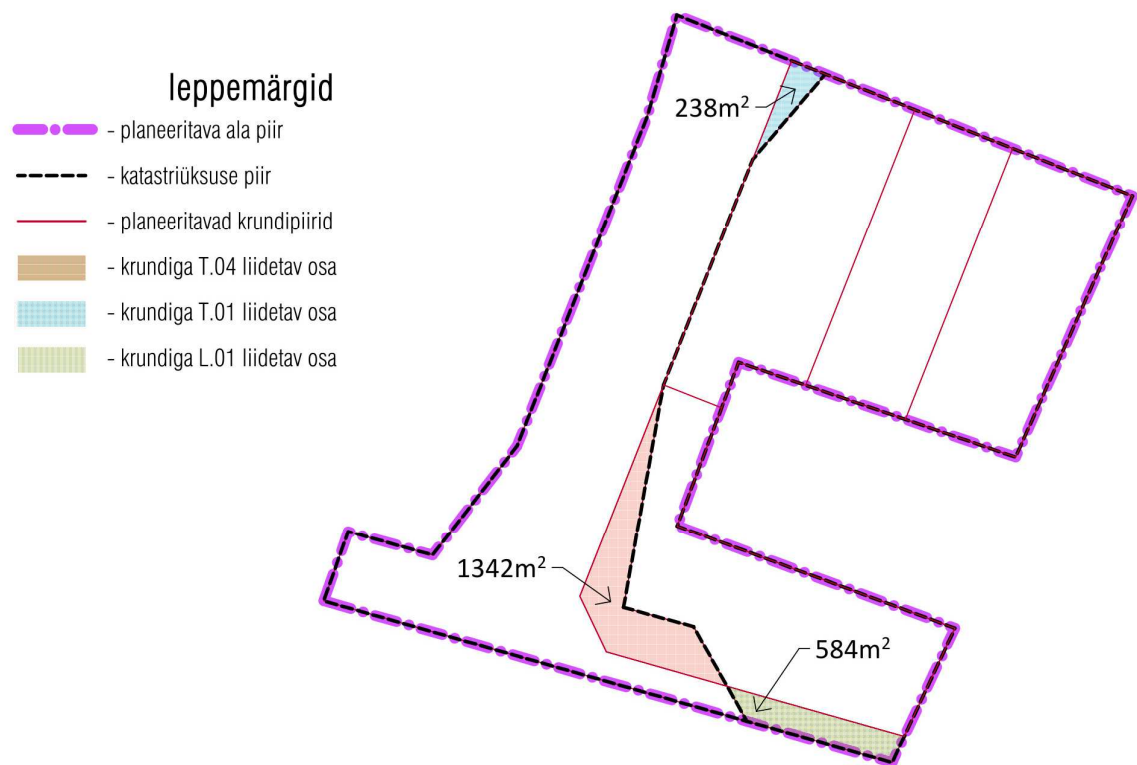 leppemärgid
- planeeritava ala piir
- katastriüksuse piir
- planeeritavad krundipiirid
- krundiga T.04 liidetav osa
- krundiga T.01 liidetav osa
- krundiga L.01 liidetav osa
238m²
1342m²
584m²